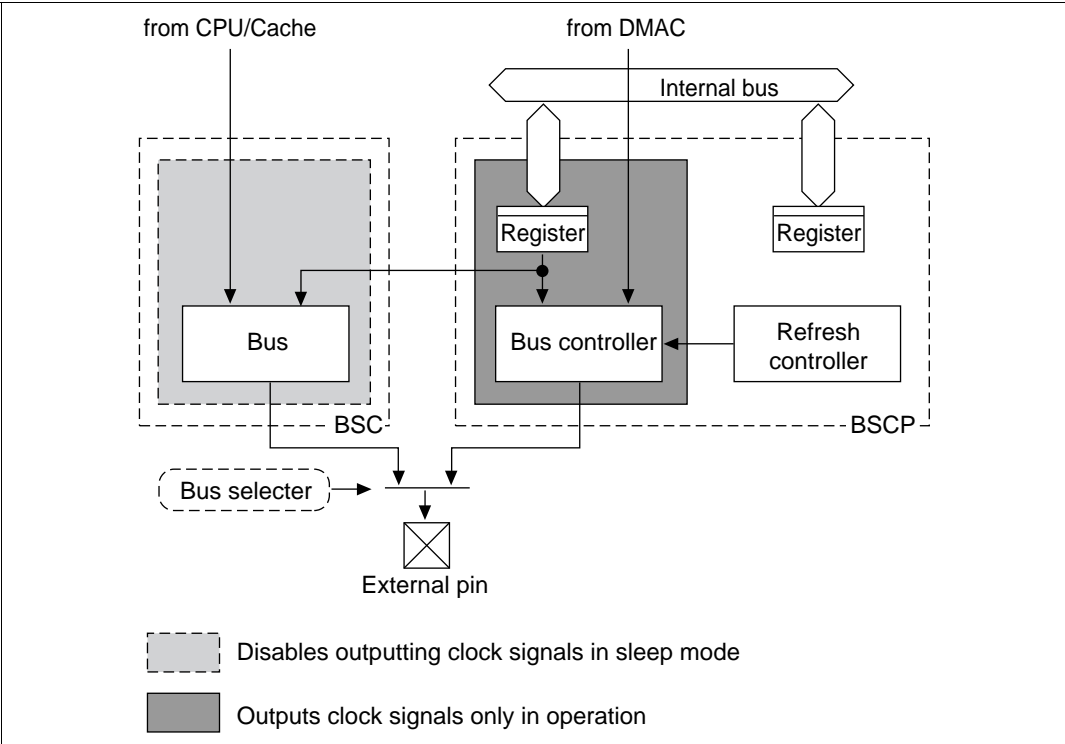 from CPU/Cache
from DMAC
Internal bus
Register
Register
Bus
Bus controller
Refresh
controller
BSC
BSCP
Bus selecter
External pin
Disables outputting clock signals in sleep mode
Outputs clock signals only in operation